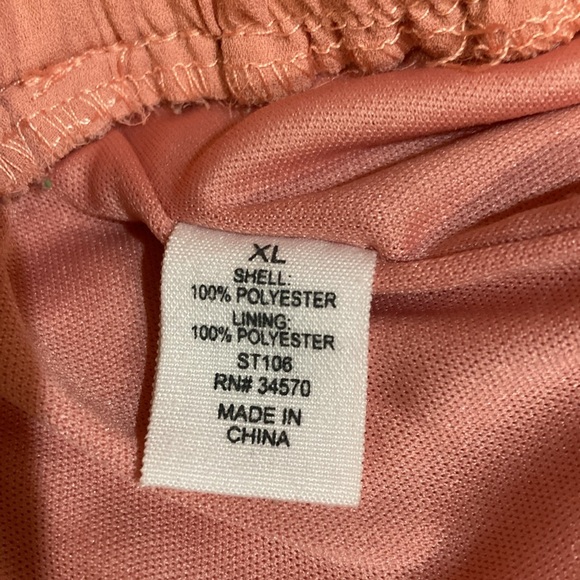 XL
SHELL:
100% POLYESTER
LINING:
100% POLYESTER
ST106
RN# 34570
MADE IN
CHINA